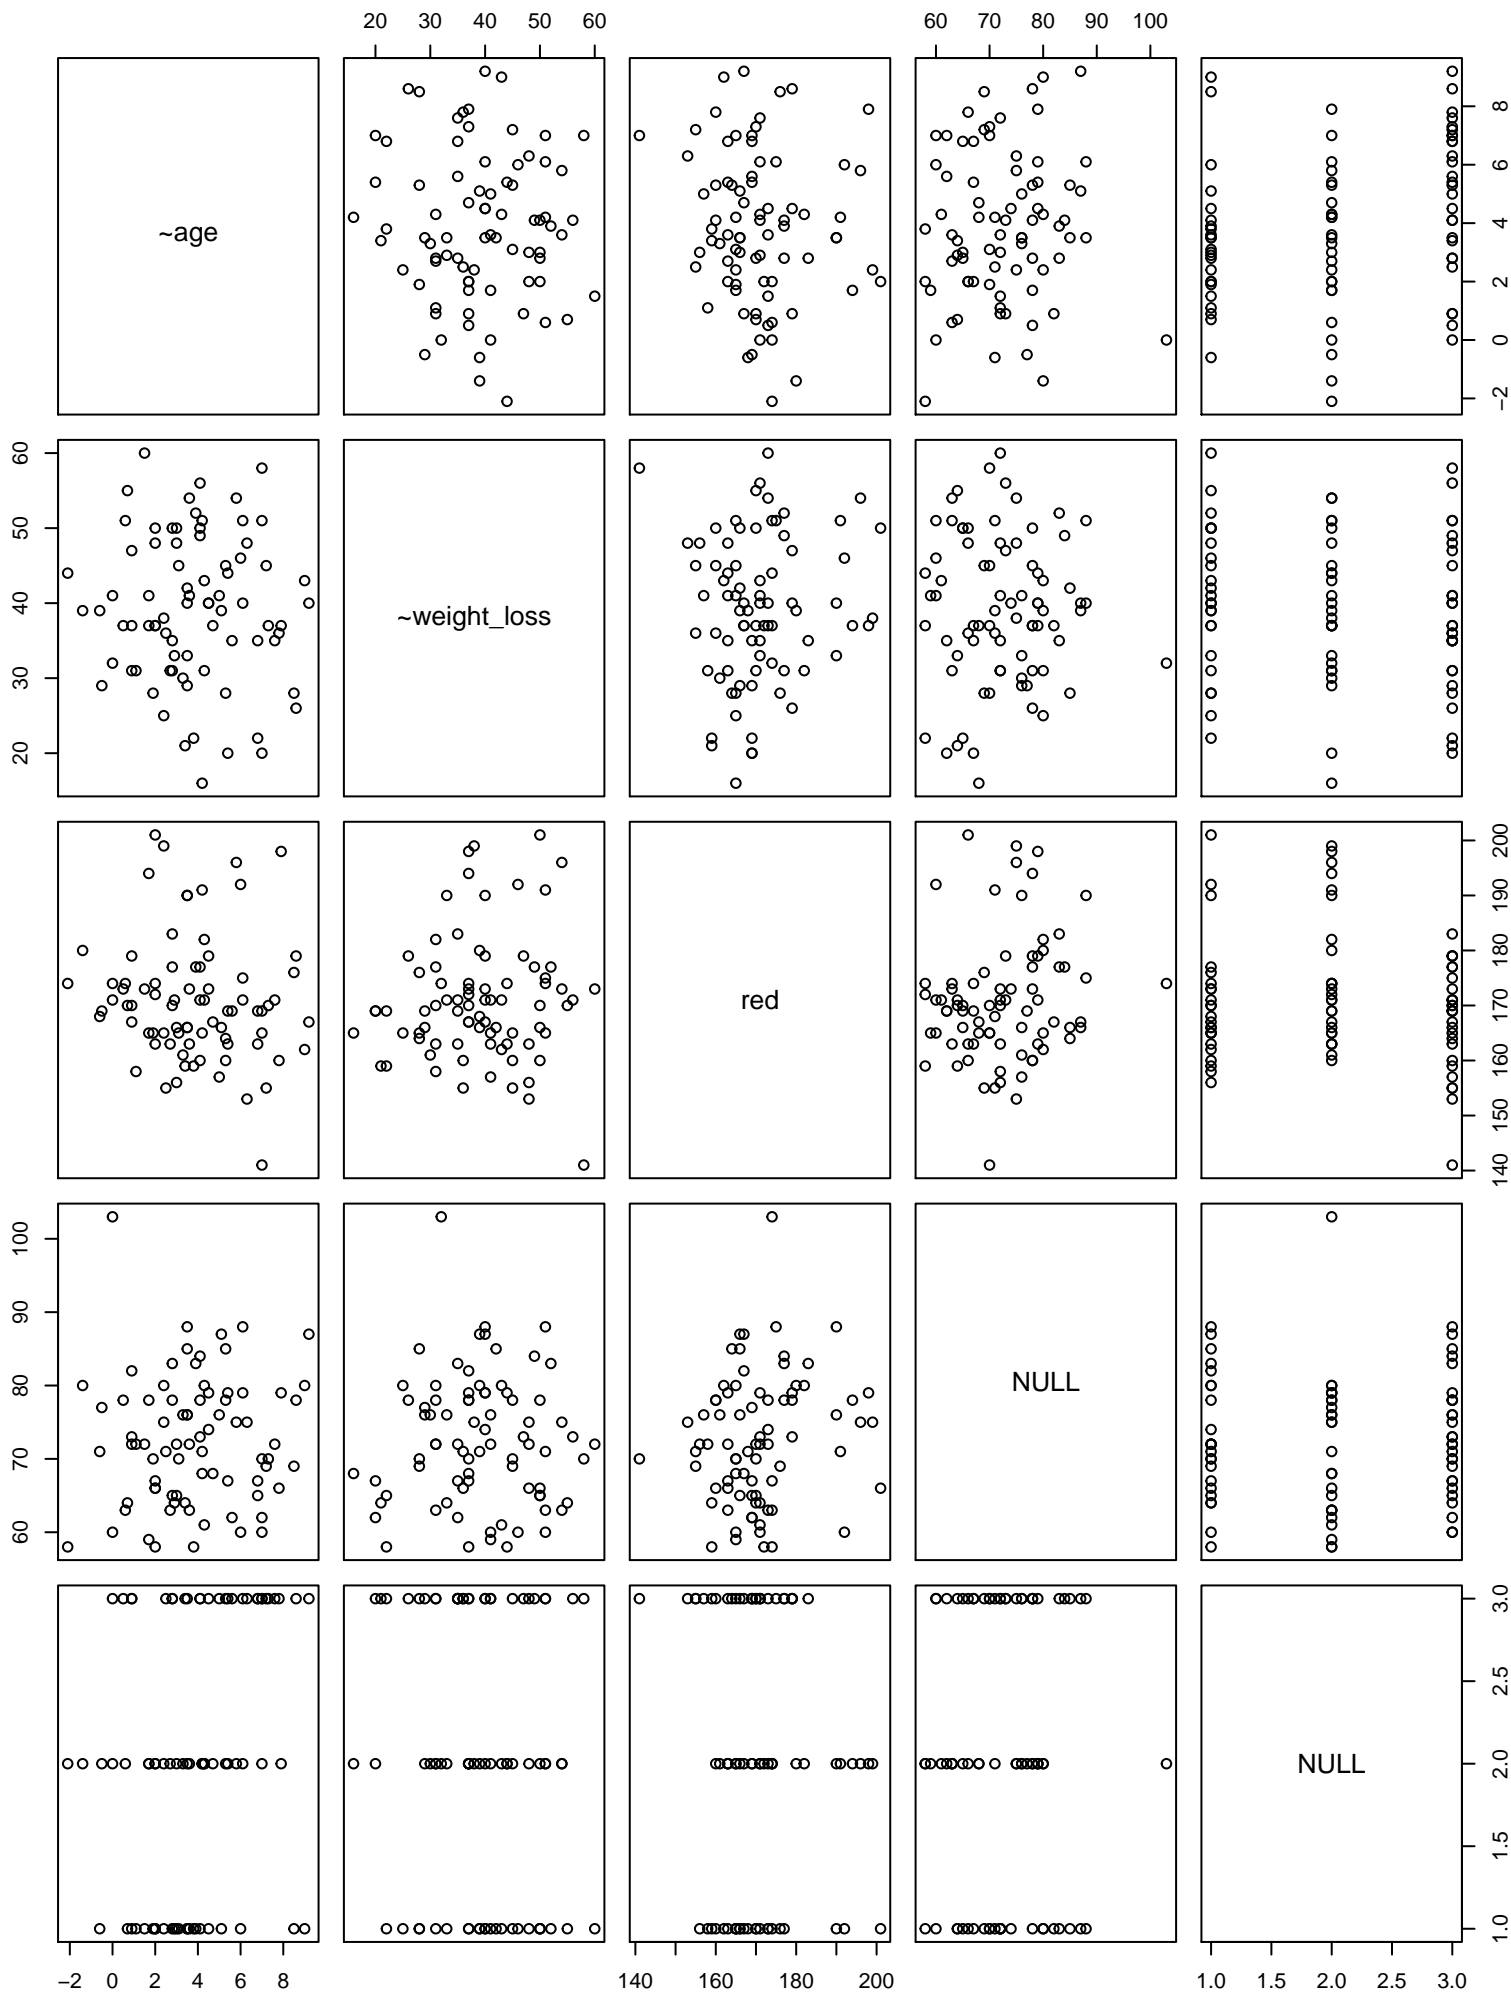 20 30 40 50 60 60 70 80 90 100
~age
−2 0 2 4 6 8
20 30 40 50 60
~weight_loss
red
140 150 160 170 180 190 200
60 70 80 90 100
NULL
NULL
1.0 1.5 2.0 2.5 3.0
−2 0 2 4 6 8 140 160 180 200 1.0 1.5 2.0 2.5 3.0